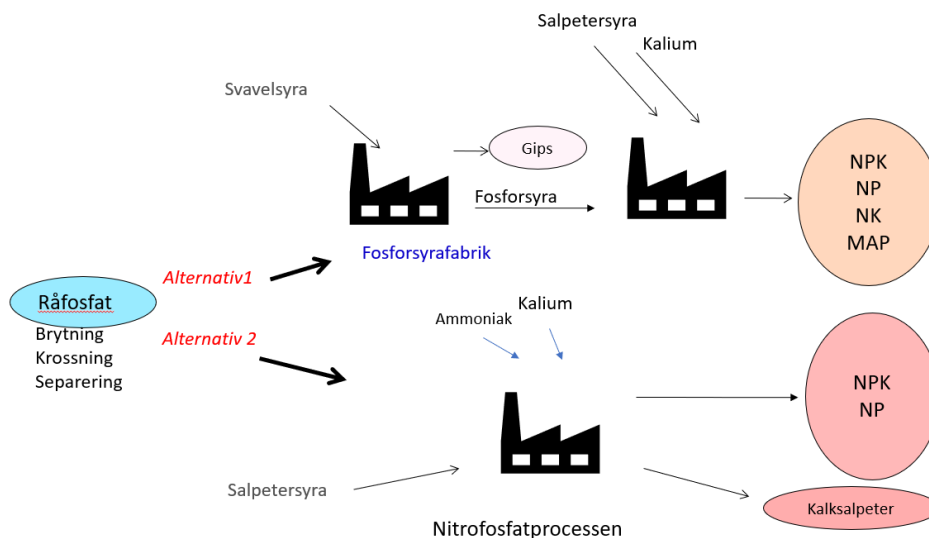 Salpetersyra
Kalium
Svavelsyra
Gips
Fosforsyra
Fosforsyrafabrik
NPK
NP
NK
MAP
Alternativ1
Råfosfat
Brytning
Krossning
Separering
Alternativ 2
Kalium
Ammoniak
NPK
NP
Salpetersyra
Kalksalpeter
Nitrofosfatprocessen